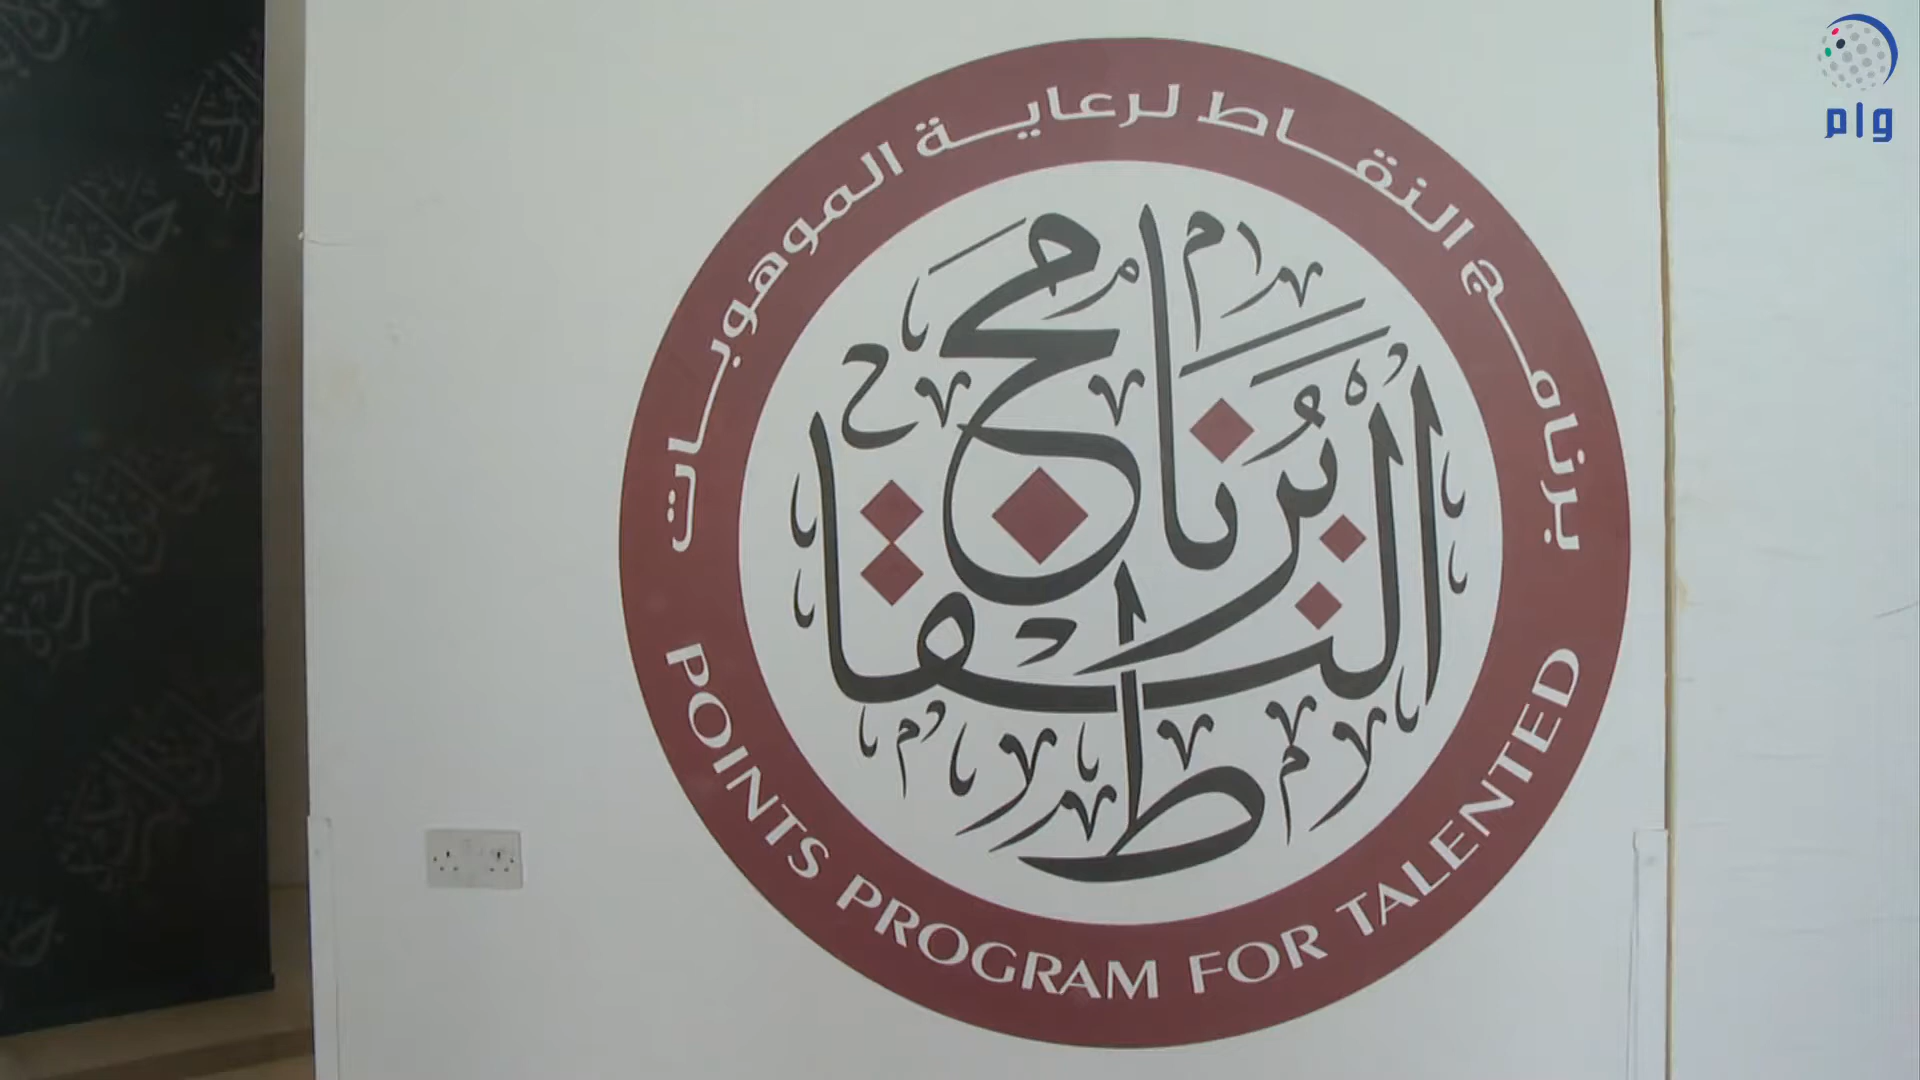 وام
برنامج النقاط لرعاية الموهوبات
برنامج
النقاط
POINTS PROGRAM FOR TALENTED